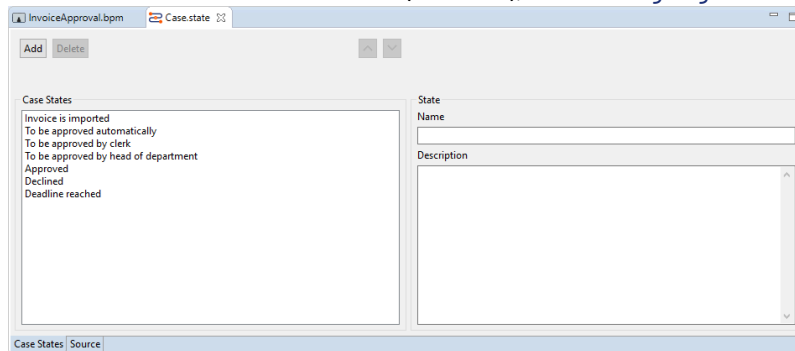 InvoiceApproval.bpm Case.state
Add Delete
Case States
Invoice is imported
To be approved automatically
To be approved by clerk
To be approved by head of department
Approved
Declined
Deadline reached
State
Name
Description
Case States Source